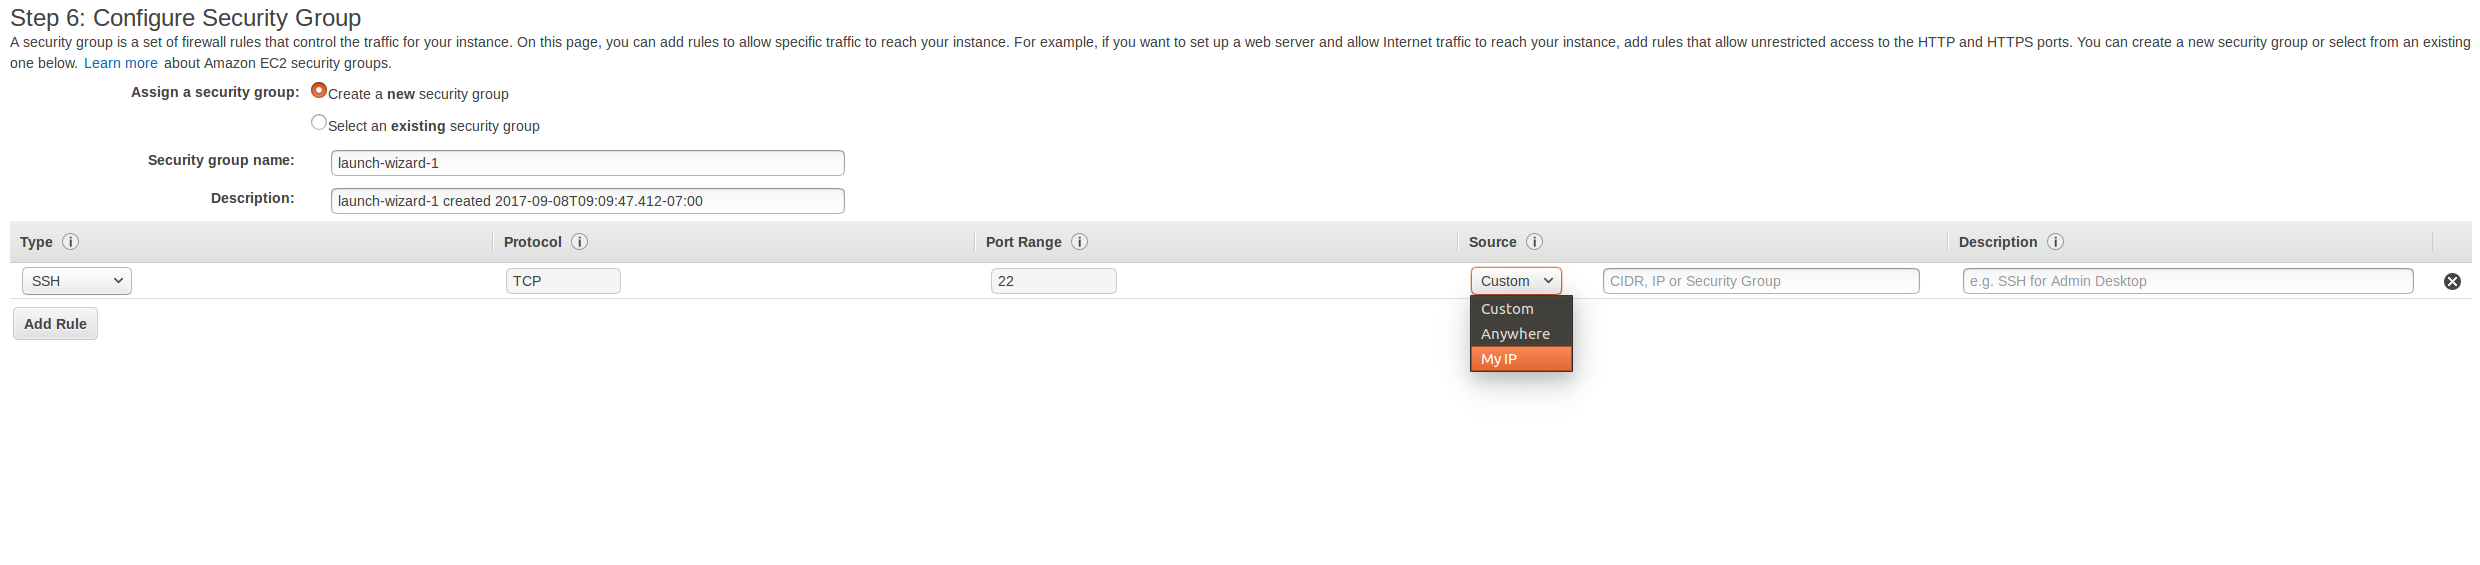 Step 6: Configure Security Group
A security group is a set of firewall rules that control the traffic for your instance. On this page, you can add rules to allow specific traffic to reach your instance. For example, if you want to set up a web server and allow Internet traffic to reach your instance, add rules that allow unrestricted access to the HTTP and HTTPS ports. You can create a new security group or select from an existing
one below. Learn more about Amazon EC2 security groups.
Assign a security group: Create a new security group
Select an existing security group
Security group name: launch-wizard-1
Description: launch-wizard-1 created 2017-09-08T09:09:47.412-07:00
Type i Protocol i Port Range i Source i Description i
SSH TCP 22 Custom CIDR, IP or Security Group e.g. SSH for Admin Desktop
Custom
Add Rule
Anywhere
My IP